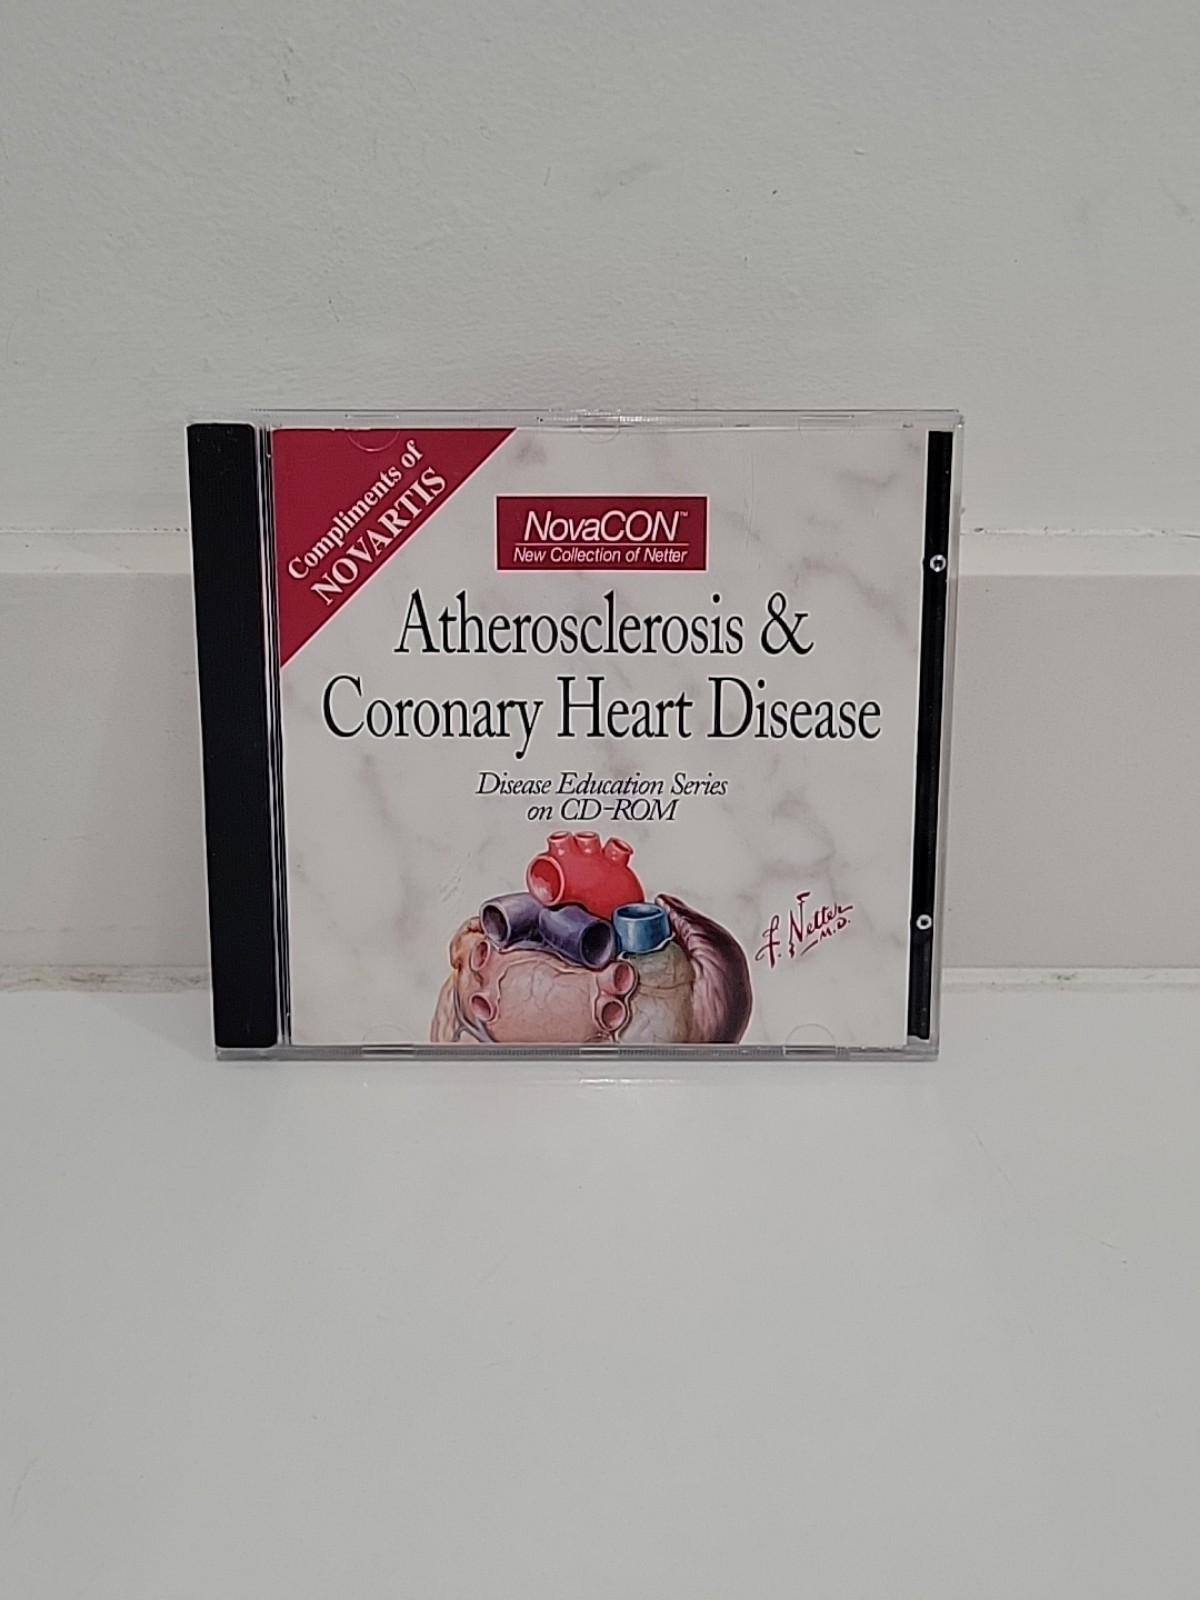 Compliments of
NOVARTIS
NovaCON™
New Collection of Netter
Atherosclerosis &
Coronary Heart Disease
Disease Education Series
on CD-ROM
F. Netter
M.D.